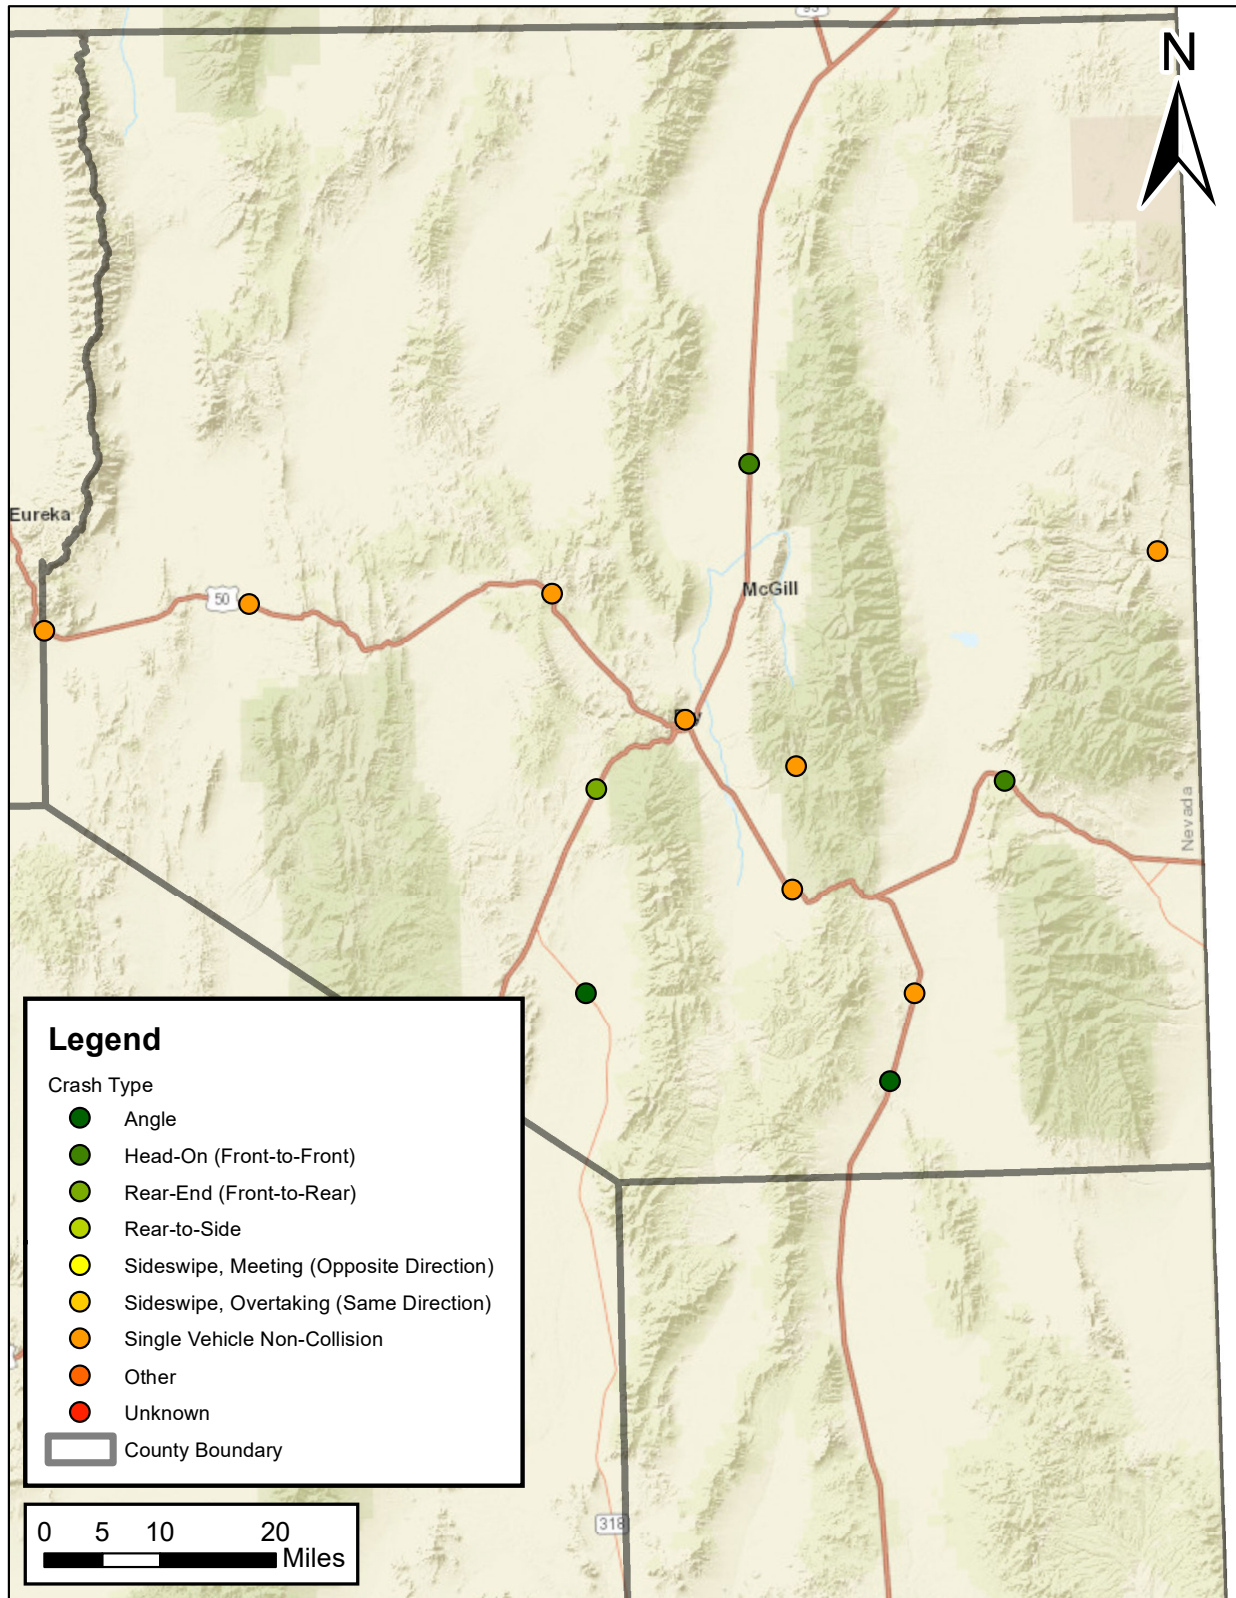 N
Eureka
50
McGill
Nevada
Legend
Crash Type
Angle
Head-On (Front-to-Front)
Rear-End (Front-to-Rear)
Rear-to-Side
Sideswipe, Meeting (Opposite Direction)
Sideswipe, Overtaking (Same Direction)
Single Vehicle Non-Collision
Other
Unknown
County Boundary
318
0 5 10 20
Miles